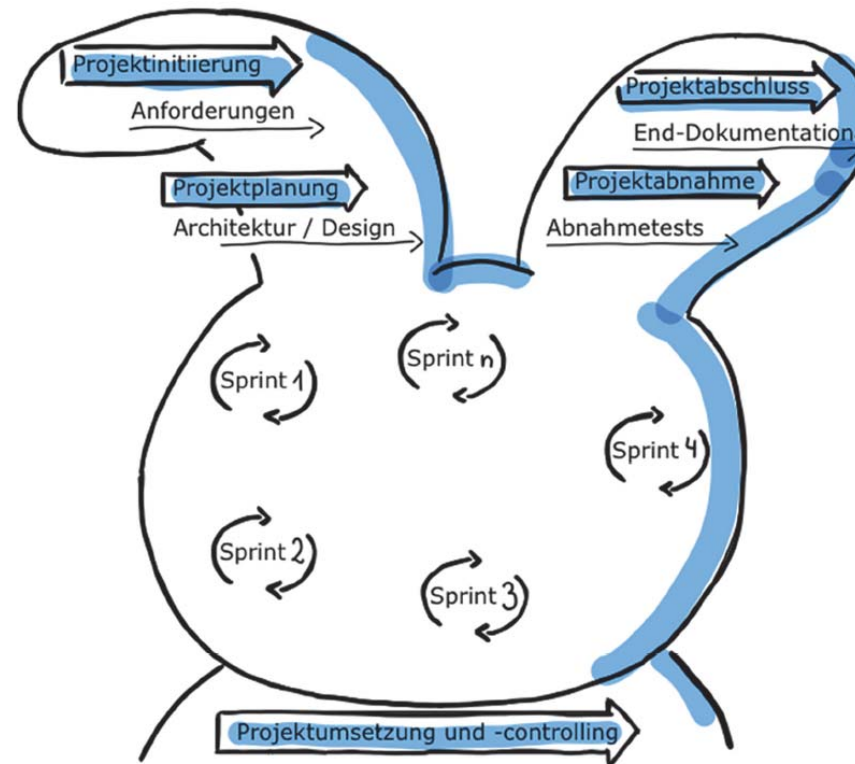 Projektinitiierung
Anforderungen
Projektplanung
Architektur / Design
Projektabschluss
End-Dokumentation
Projektabnahme
Abnahmetests
Sprint 1
Sprint 2
Sprint 3
Sprint 4
Sprint n
Projektumsetzung und -controlling